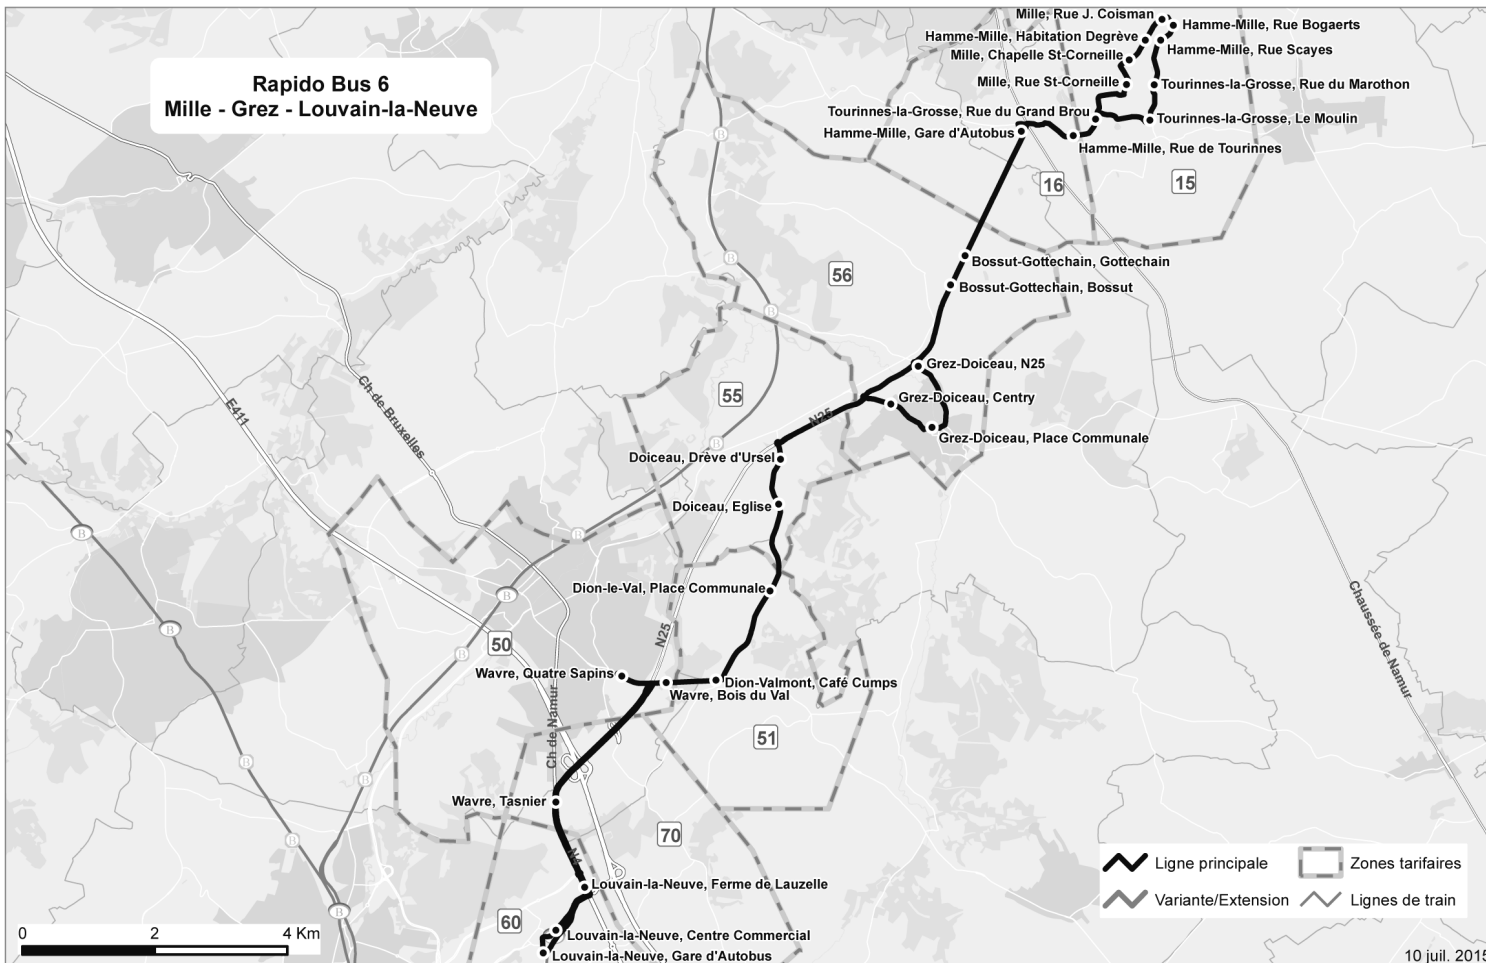 Rapido Bus 6
Mille - Grez - Louvain-la-Neuve
Mille, Rue J. Coisman
Hamme-Mille, Rue Bogaerts
Hamme-Mille, Habitation Degrève
Hamme-Mille, Rue Scayes
Mille, Chapelle St-Corneille
Mille, Rue St-Corneille
Tourinnes-la-Grosse, Rue du Marothon
Tourinnes-la-Grosse, Rue du Grand Brou
Tourinnes-la-Grosse, Le Moulin
Hamme-Mille, Gare d'Autobus
Hamme-Mille, Rue de Tourinnes
16
15
Bossut-Gottechain, Gottechain
56
Bossut-Gottechain, Bossut
Grez-Doiceau, N25
55
Grez-Doiceau, Centry
E411
Ch de Bruxelles
N25
Grez-Doiceau, Place Communale
Doiceau, Drève d'Ursel
Doiceau, Eglise
B
B
B
B
B
B
B
B
B
B
B
B
B
B
Dion-le-Val, Place Communale
Chaussée de Namur
N25
50
Wavre, Quatre Sapins
Dion-Valmont, Café Cumps
Wavre, Bois du Val
Ch de Namur
51
Wavre, Tasnier
70
N4
Louvain-la-Neuve, Ferme de Lauzelle
60
Louvain-la-Neuve, Centre Commercial
Louvain-la-Neuve, Gare d'Autobus
0 2 4 Km
Ligne principale
Zones tarifaires
Variante/Extension
Lignes de train
10 juil. 2015